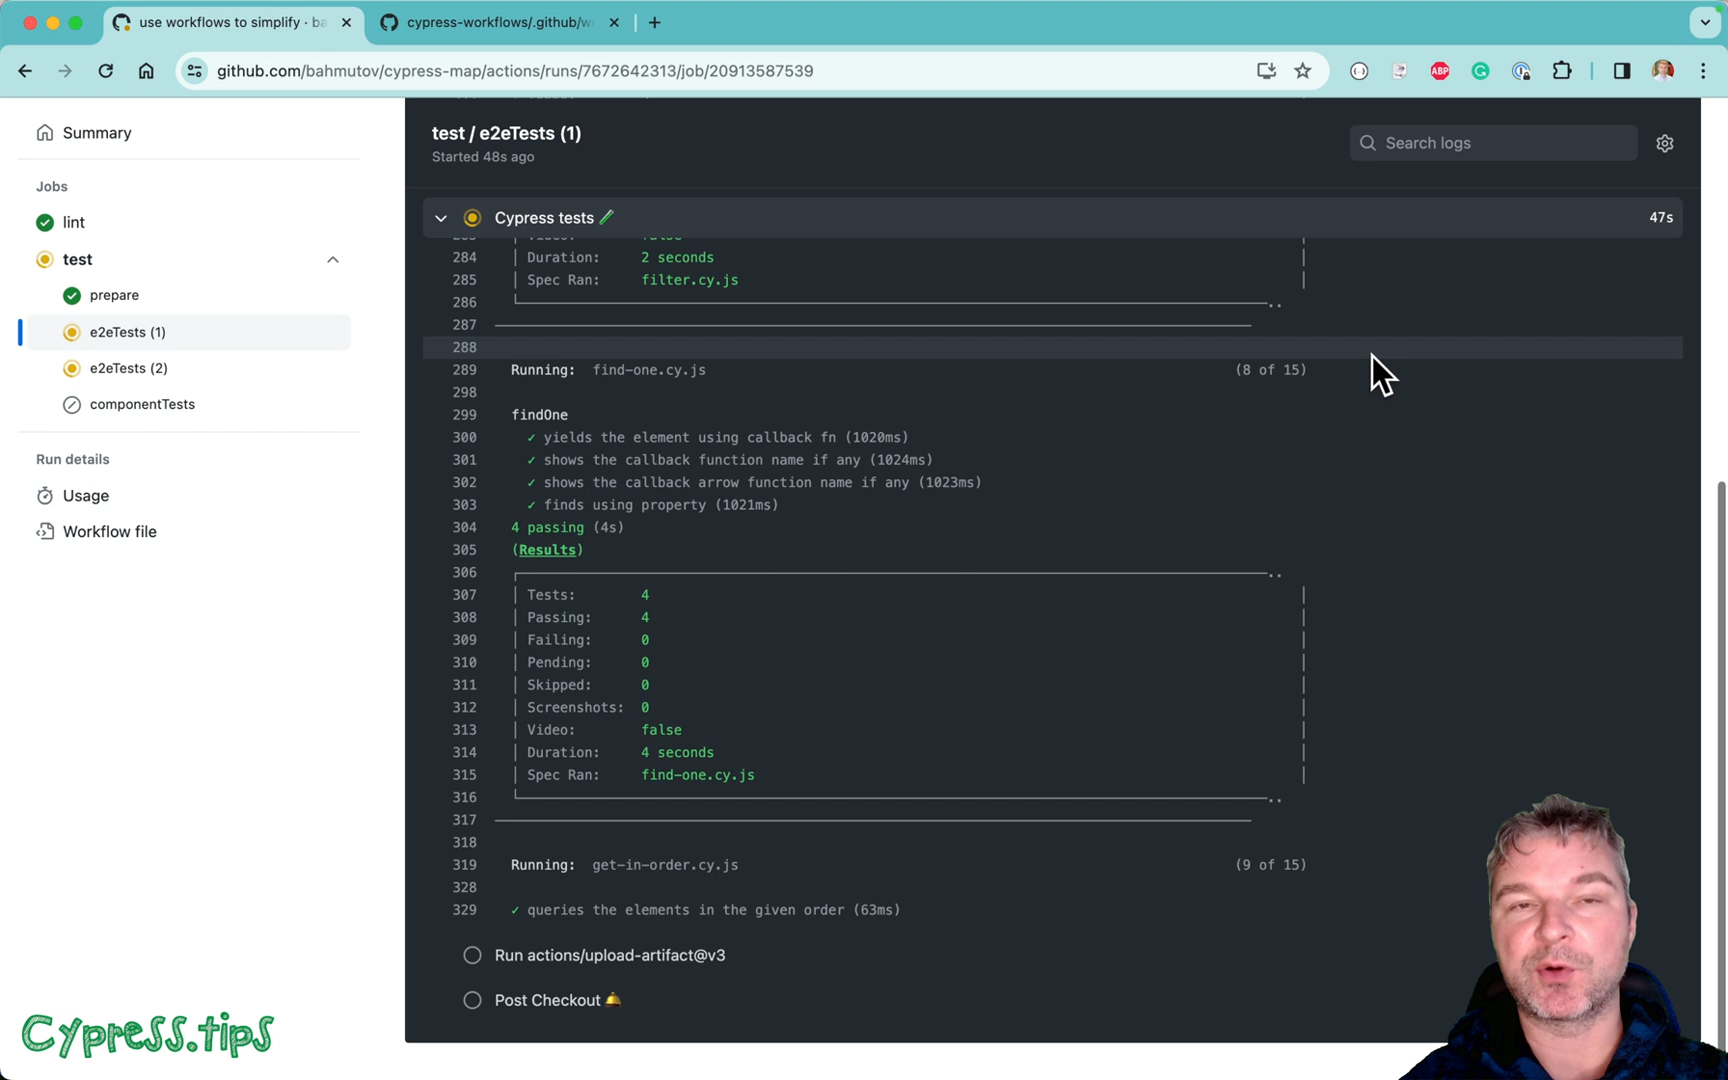 use workflows to simplify · ba
cypress-workflows/.github/wo
github.com/bahmutov/cypress-map/actions/runs/7672642313/job/20913587539
ABP
Summary
Jobs
lint
test
prepare
e2eTests (1)
e2eTests (2)
componentTests
Run details
Usage
Workflow file
test / e2eTests (1)
Started 48s ago
Search logs
Cypress tests
47s
284 Duration: 2 seconds
285 Spec Ran: filter.cy.js
286
287
288
289 Running: find-one.cy.js (8 of 15)
298
299 findOne
300 ✓ yields the element using callback fn (1020ms)
301 ✓ shows the callback function name if any (1024ms)
302 ✓ shows the callback arrow function name if any (1023ms)
303 ✓ finds using property (1021ms)
304 4 passing (4s)
305 (Results)
306
307 Tests: 4
308 Passing: 4
309 Failing: 0
310 Pending: 0
311 Skipped: 0
312 Screenshots: 0
313 Video: false
314 Duration: 4 seconds
315 Spec Ran: find-one.cy.js
316
317
318
319 Running: get-in-order.cy.js (9 of 15)
328
329 ✓ queries the elements in the given order (63ms)
Run actions/upload-artifact@v3
Post Checkout
Cypress.tips